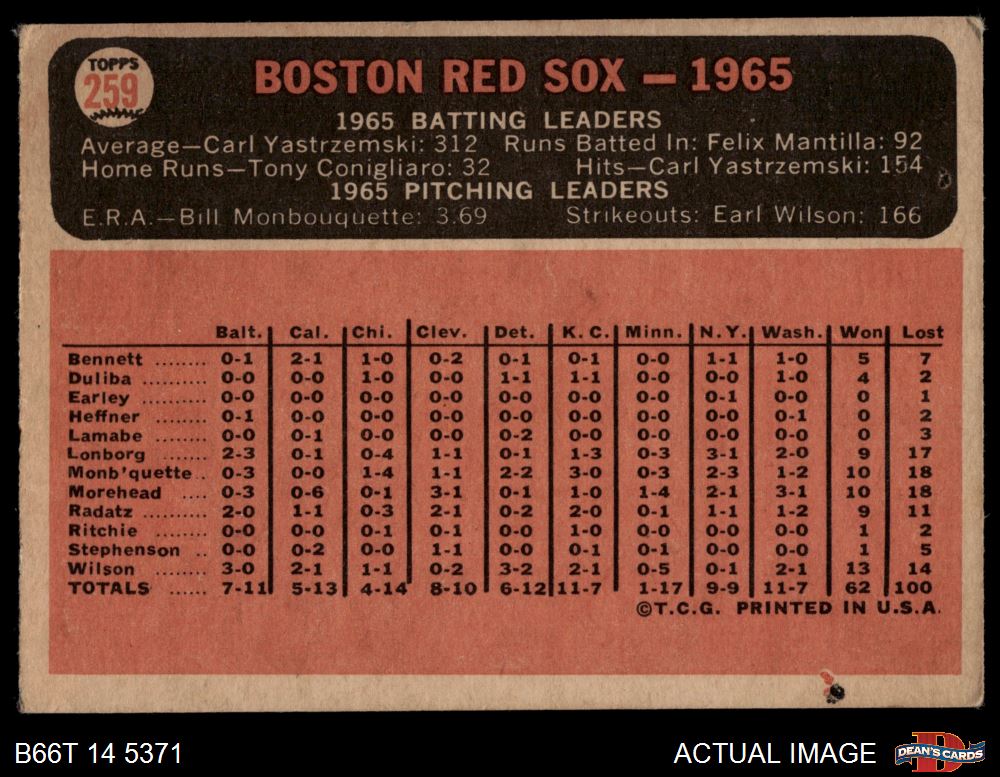 TOPPS
259
BOSTON RED SOX — 1965
1965 BATTING LEADERS
Average—Carl Yastrzemski: 312 Runs Batted In: Felix Mantilla: 92
Home Runs—Tony Conigliaro: 32 Hits—Carl Yastrzemski: 154
1965 PITCHING LEADERS
E.R.A.—Bill Monbouquette: 3.69 Strikeouts: Earl Wilson: 166
Balt. Cal. Chi. Clev. Det. K. C. Minn. N. Y. Wash. Won Lost
Bennett ........ 0-1 2-1 1-0 0-2 0-1 0-1 0-0 1-1 1-0 5 7
Duliba .......... 0-0 0-0 1-0 0-0 1-1 1-1 0-0 0-0 1-0 4 2
Earley .......... 0-0 0-0 0-0 0-0 0-0 0-0 0-0 0-1 0-0 0 1
Heffner ........ 0-1 0-0 0-0 0-0 0-0 0-0 0-0 0-0 0-1 0 2
Lamabe ........ 0-0 0-1 0-0 0-0 0-2 0-0 0-0 0-0 0-0 0 3
Lonborg ........ 2-3 0-1 0-4 1-1 0-1 1-3 0-3 3-1 2-0 9 17
Monb'quette .. 0-3 0-0 1-4 1-1 2-2 3-0 0-3 2-3 1-2 10 18
Morehead .... 0-3 0-6 0-1 3-1 0-1 1-0 1-4 2-1 3-1 10 18
Radatz .......... 2-0 1-1 0-3 2-1 0-2 2-0 0-1 1-1 1-2 9 11
Ritchie .......... 0-0 0-0 0-1 0-1 0-0 1-0 0-0 0-0 0-0 1 2
Stephenson .. 0-0 0-2 0-0 1-1 0-0 0-1 0-1 0-0 0-0 1 5
Wilson ........ 3-0 2-1 1-1 0-2 3-2 2-1 0-5 0-1 2-1 13 14
TOTALS ...... 7-11 5-13 4-14 8-10 6-12 11-7 1-17 9-9 11-7 62 100
©T.C.G. PRINTED IN U.S.A.
B66T 14 5371 ACTUAL IMAGE DEAN'S CARDS